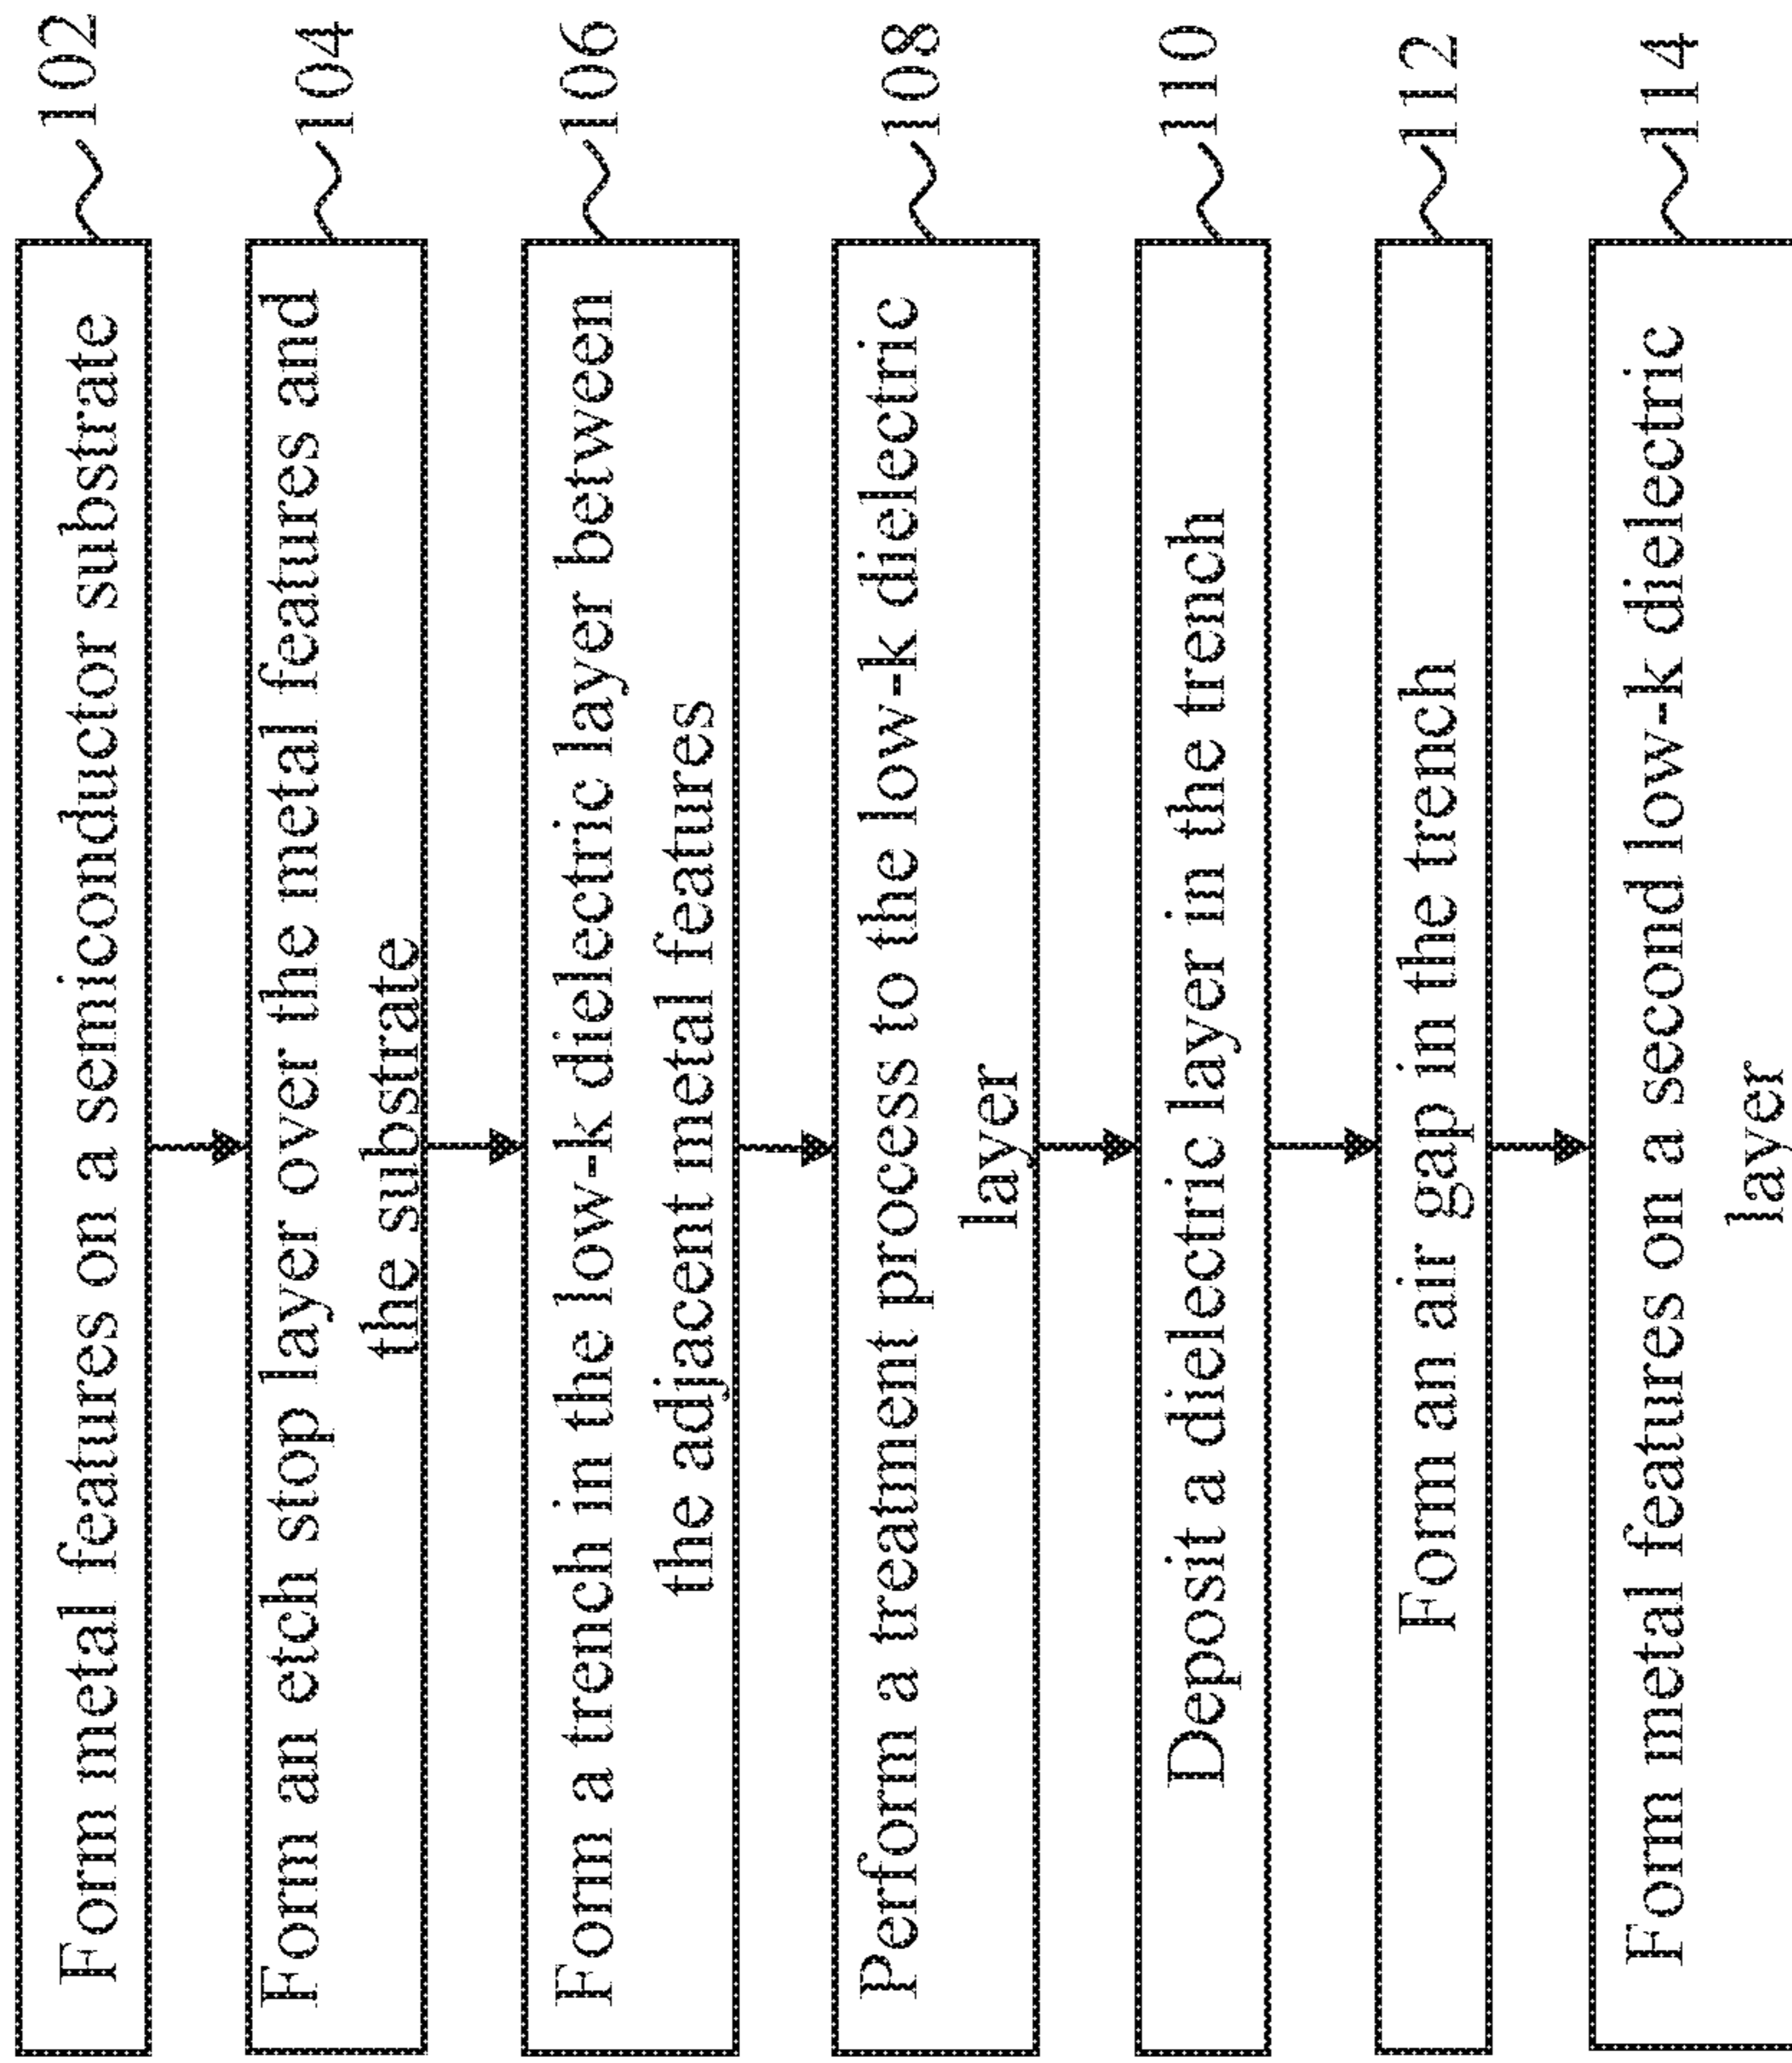 Form metal features on a semiconductor substrate
102
Form an etch stop layer over the metal features and
the substrate
104
Form a trench in the low-k dielectric layer between
the adjacent metal features
106
Perform a treatment process to the low-k dielectric
layer
108
Deposit a dielectric layer in the trench
110
Form an air gap in the trench
112
Form metal features on a second low-k dielectric
layer
114